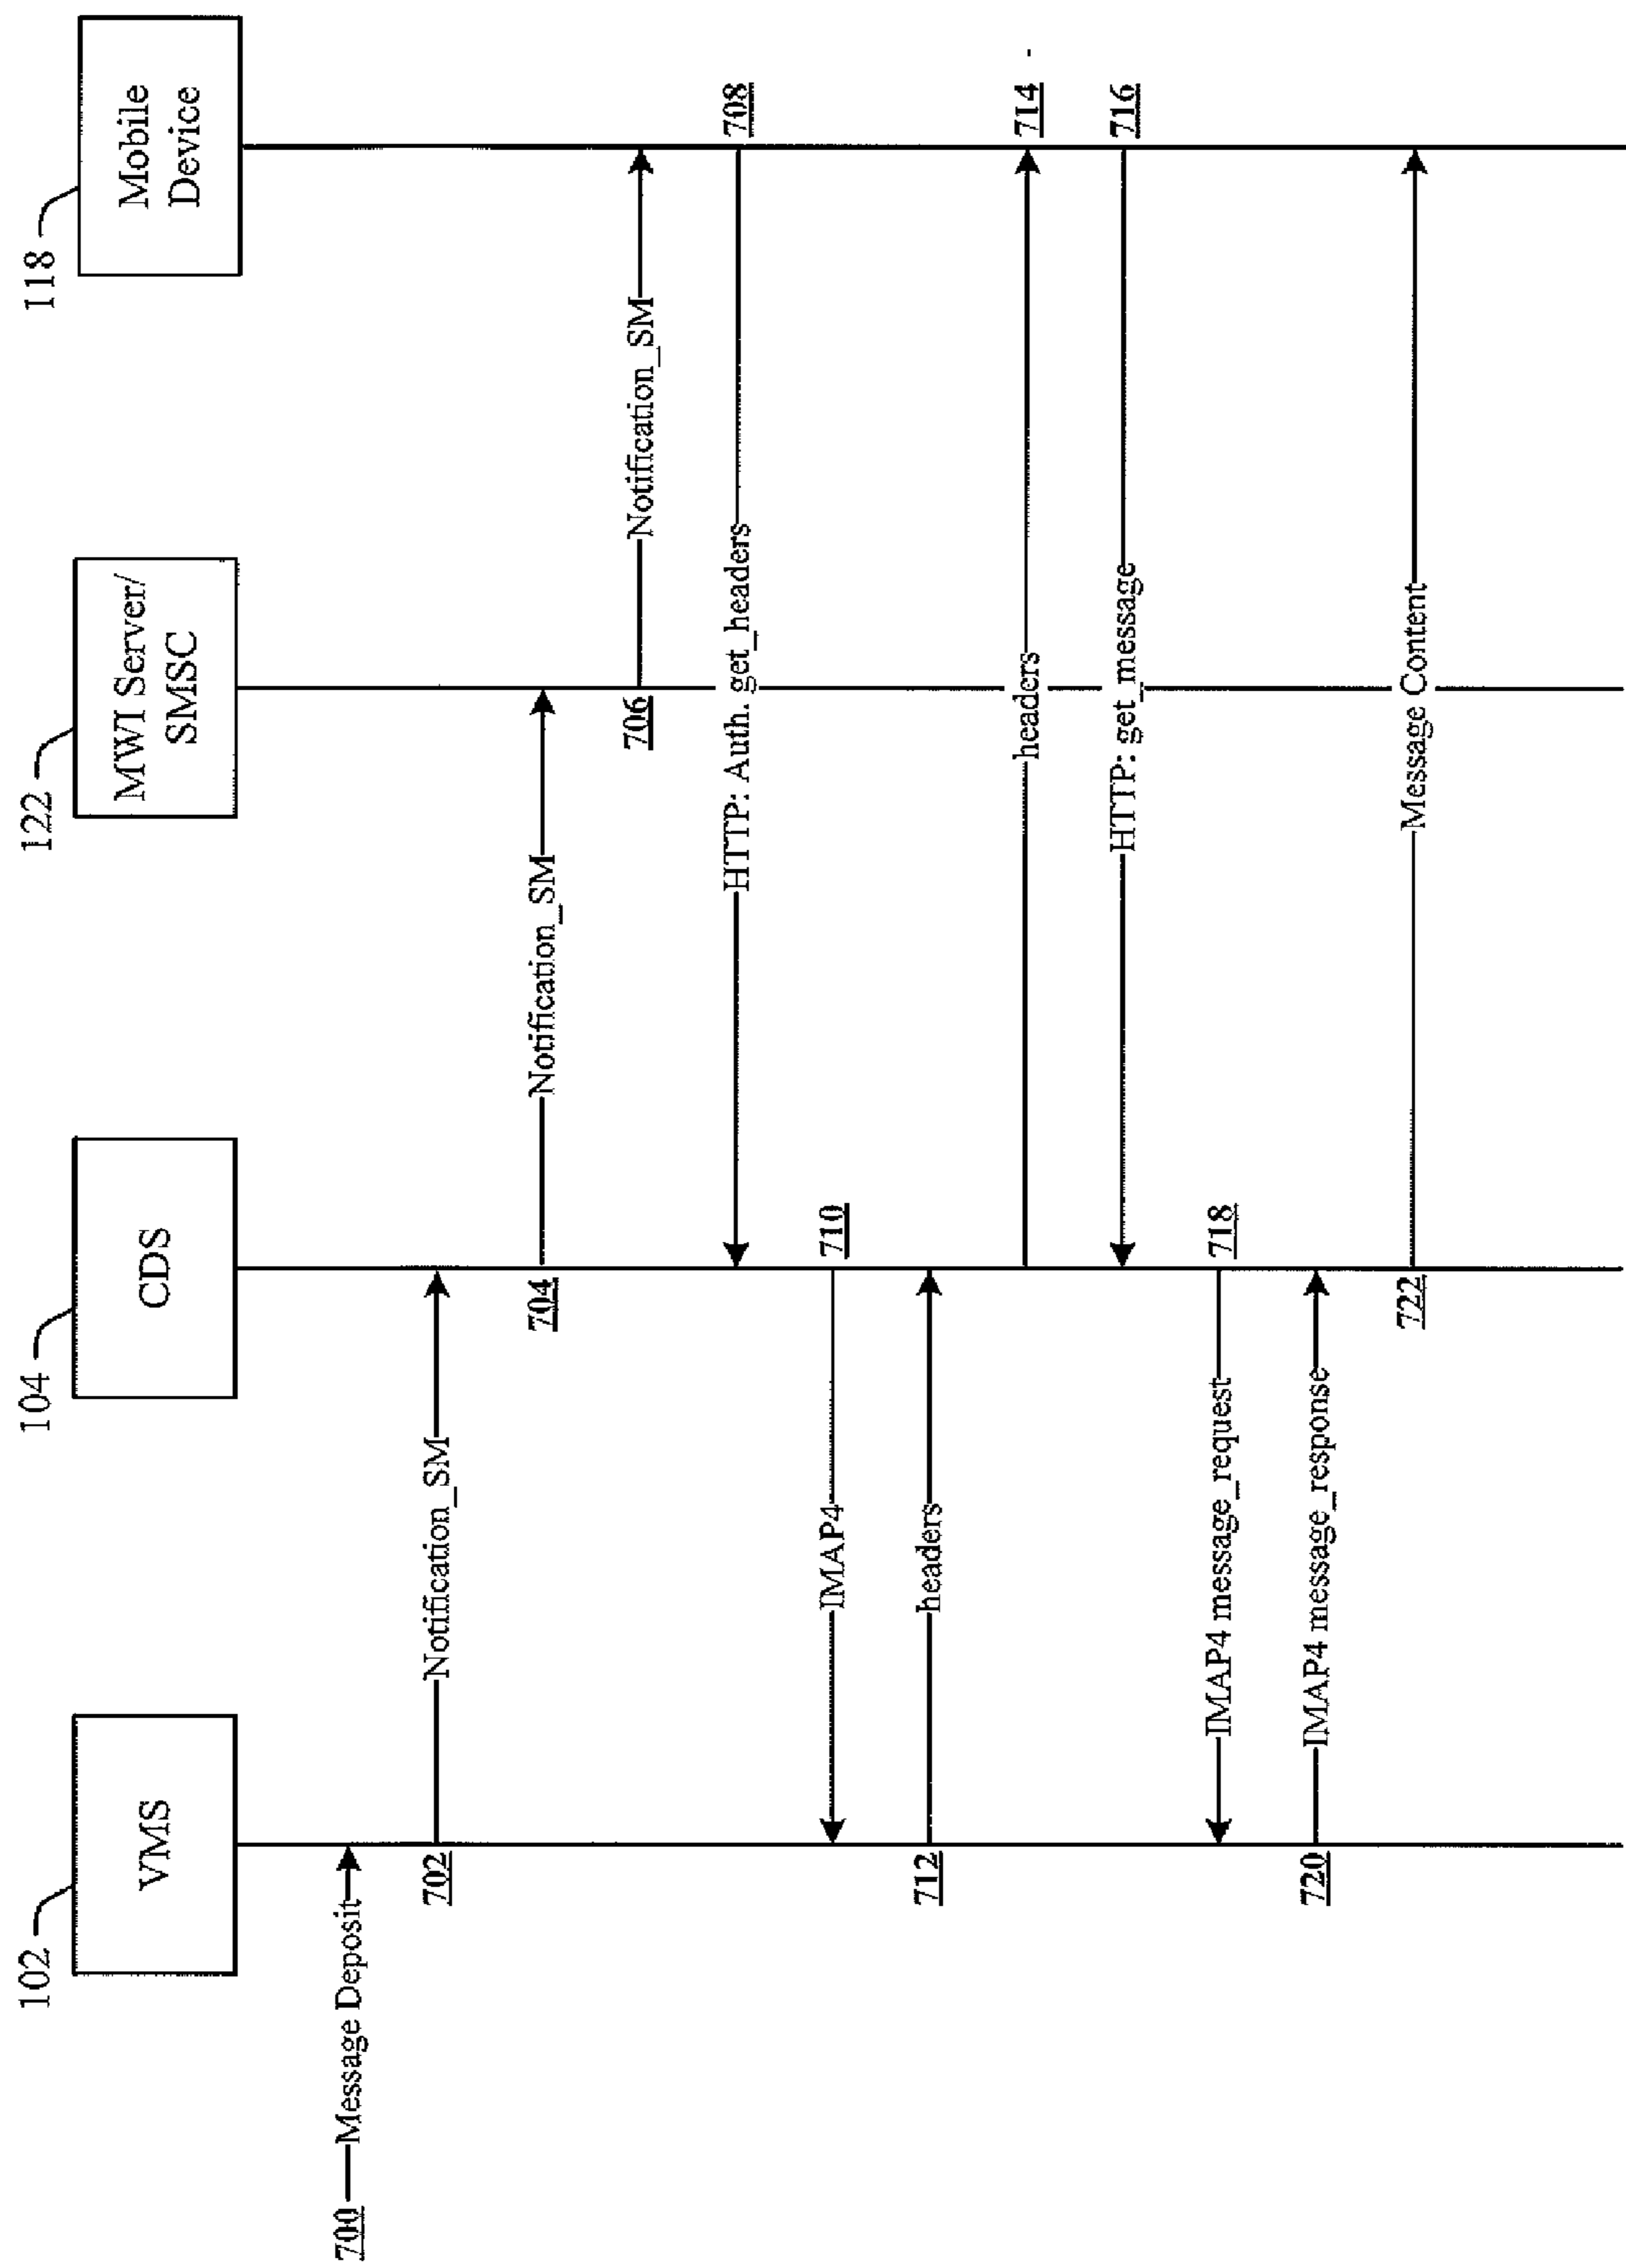 102
VMS
104
CDS
122
MWI Server/
SMSC
118
Mobile
Device
700
Message Deposit
702
Notification_SM
704
Notification_SM
706
Notification_SM
708
HTTP: Auth. get_headers
710
IMAP4
712
headers
714
headers
716
HTTP: get_message
718
IMAP4 message_request
720
IMAP4 message_response
722
Message Content